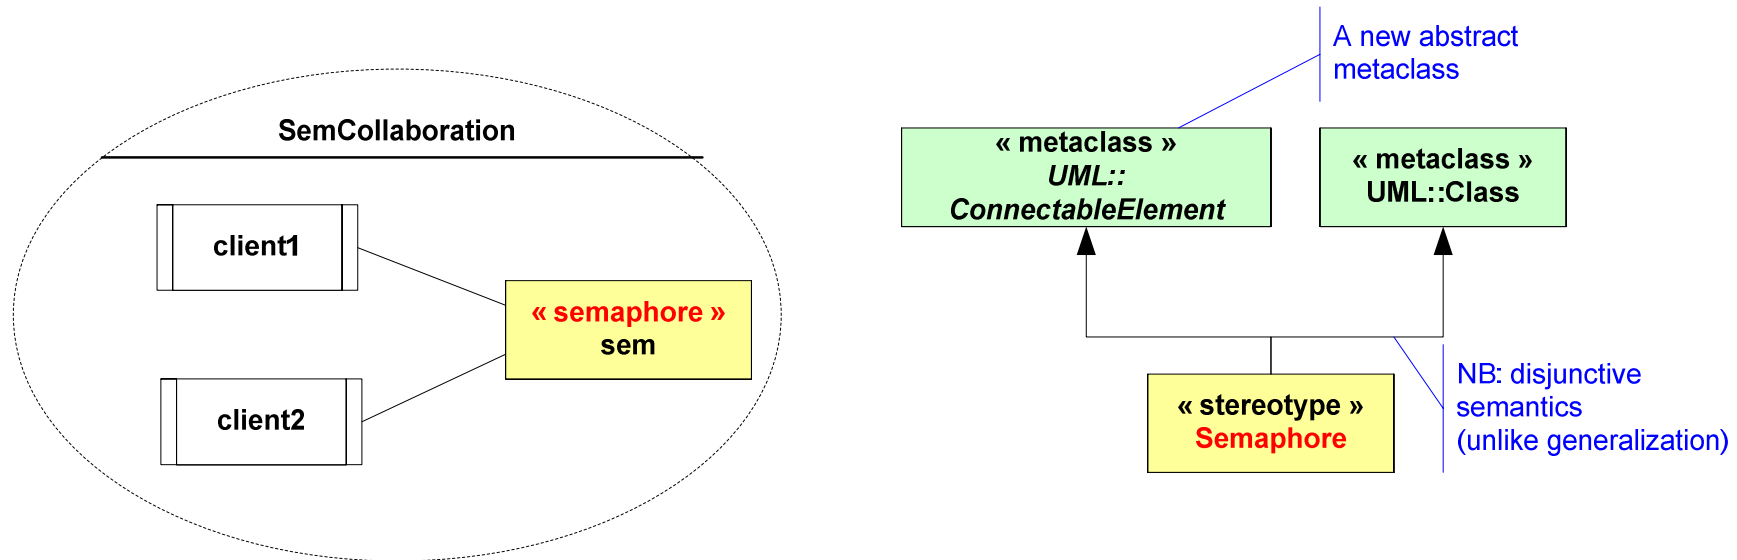 SemCollaboration
client1
« semaphore »
sem
client2
A new abstract
metaclass
« metaclass »
UML::
ConnectableElement
« metaclass »
UML::Class
« stereotype »
Semaphore
NB: disjunctive
semantics
(unlike generalization)